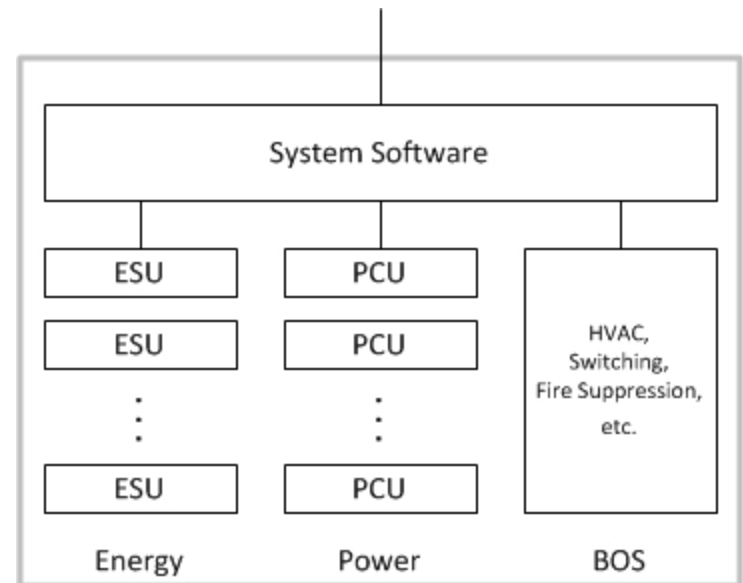 System Software
ESU
PCU
ESU
PCU
ESU
PCU
HVAC,
Switching,
Fire Suppression,
etc.
Energy
Power
BOS